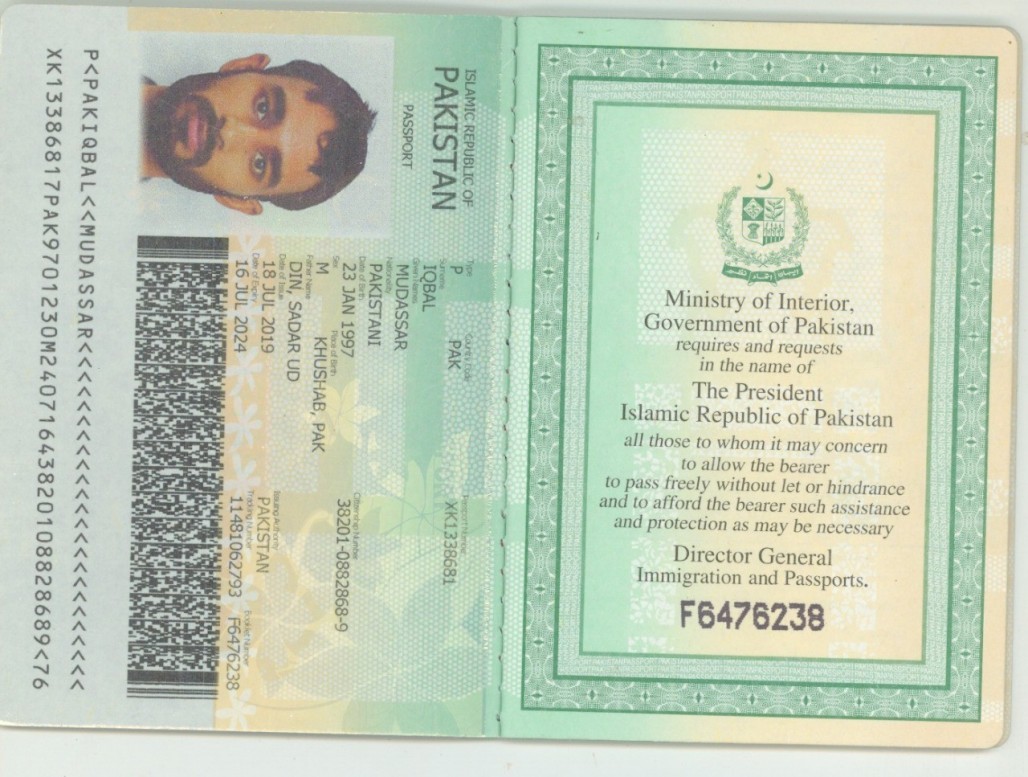 ISLAMIC REPUBLIC OF
PAKISTAN
PASSPORT
Type Country Code Passport Number
P PAK XK1338681
Surname
IQBAL
Given Names
MUDASSAR
Nationality Citizenship Number
PAKISTANI 38201-0882868-9
Date of Birth
23 JAN 1997
Sex Place of Birth
M KHUSHAB, PAK
Father Name
DIN, SADAR UD
Date of Issue Issuing Authority
18 JUL 2019 PAKISTAN
Date of Expiry Tracking Number Booklet Number
16 JUL 2024 11481062793 F6476238
P<PAKIQBAL<<MUDASSAR<<<<<<<<<<<<<<<<<<<<<<<<
XK13386817PAK9701230M24071643820108828689<76
Ministry of Interior,
Government of Pakistan
requires and requests
in the name of
The President
Islamic Republic of Pakistan
all those to whom it may concern
to allow the bearer
to pass freely without let or hindrance
and to afford the bearer such assistance
and protection as may be necessary
Director General
Immigration and Passports.
F6476238